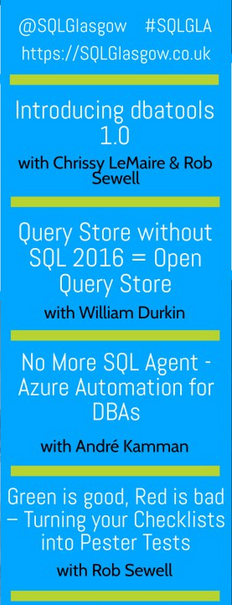 @SQLGlasgow #SQLGLA
https://SQLGlasgow.co.uk
Introducing dbatools
1.0
with Chrissy LeMaire & Rob
Sewell
Query Store without
SQL 2016 = Open
Query Store
with William Durkin
No More SQL Agent -
Azure Automation for
DBAs
with André Kamman
Green is good, Red is bad
– Turning your Checklists
into Pester Tests
with Rob Sewell